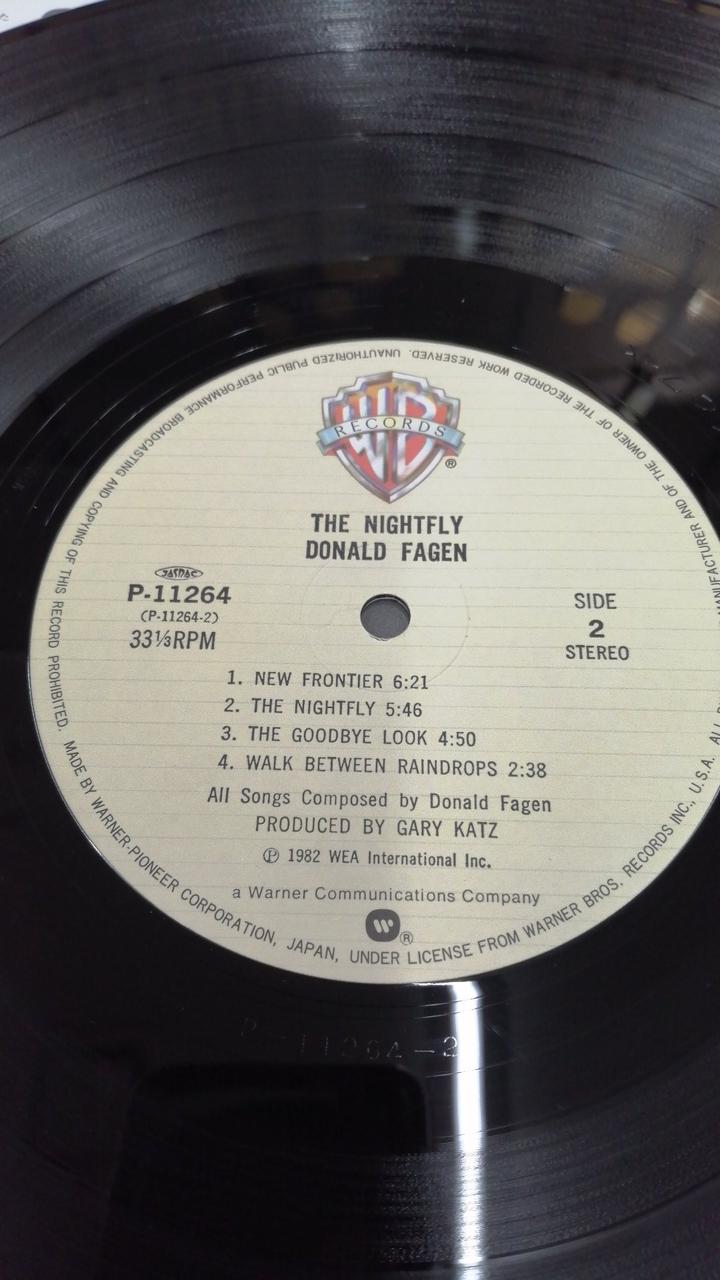 WB
RECORDS
®
THE NIGHTFLY
DONALD FAGEN
JASRAC
P-11264
(P-11264-2)
33⅓RPM
SIDE
2
STEREO
1. NEW FRONTIER 6:21
2. THE NIGHTFLY 5:46
3. THE GOODBYE LOOK 4:50
4. WALK BETWEEN RAINDROPS 2:38
All Songs Composed by Donald Fagen
PRODUCED BY GARY KATZ
Ⓟ 1982 WEA International Inc.
a Warner Communications Company
®
MADE BY WARNER-PIONEER CORPORATION, JAPAN, UNDER LICENSE FROM WARNER BROS. RECORDS INC., U.S.A. ALL MANUFACTURER AND OF THE OWNER OF THE RECORDED WORK RESERVED. UNAUTHORIZED PUBLIC PERFORMANCE BROADCASTING AND COPYING OF THIS RECORD PROHIBITED.
P-11264-2